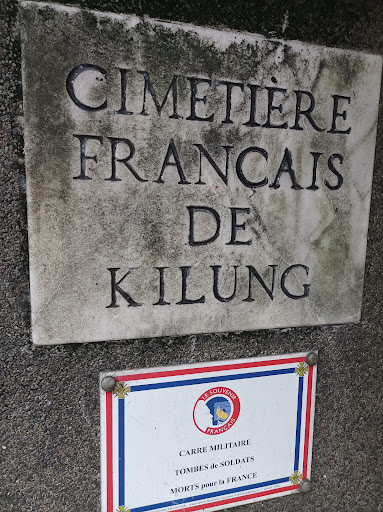 CIMETIÈRE
FRANÇAIS
DE
KILUNG
LE SOUVENIR
FRANÇAIS
CARRE MILITAIRE
TOMBES de SOLDATS
MORTS pour la FRANCE